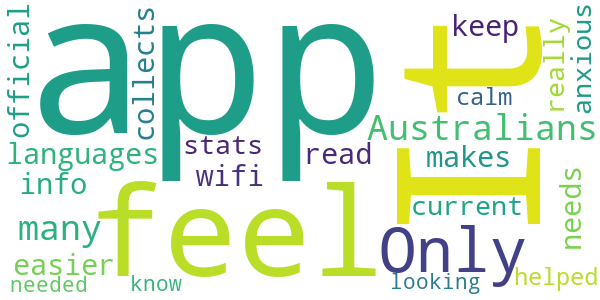 official
app
collects
It
keep
really
anxious
calm
Australians
stats
languages
wifi
read
makes
info
feel
current
needs
many
Only
easier
needed
know
looking
helped